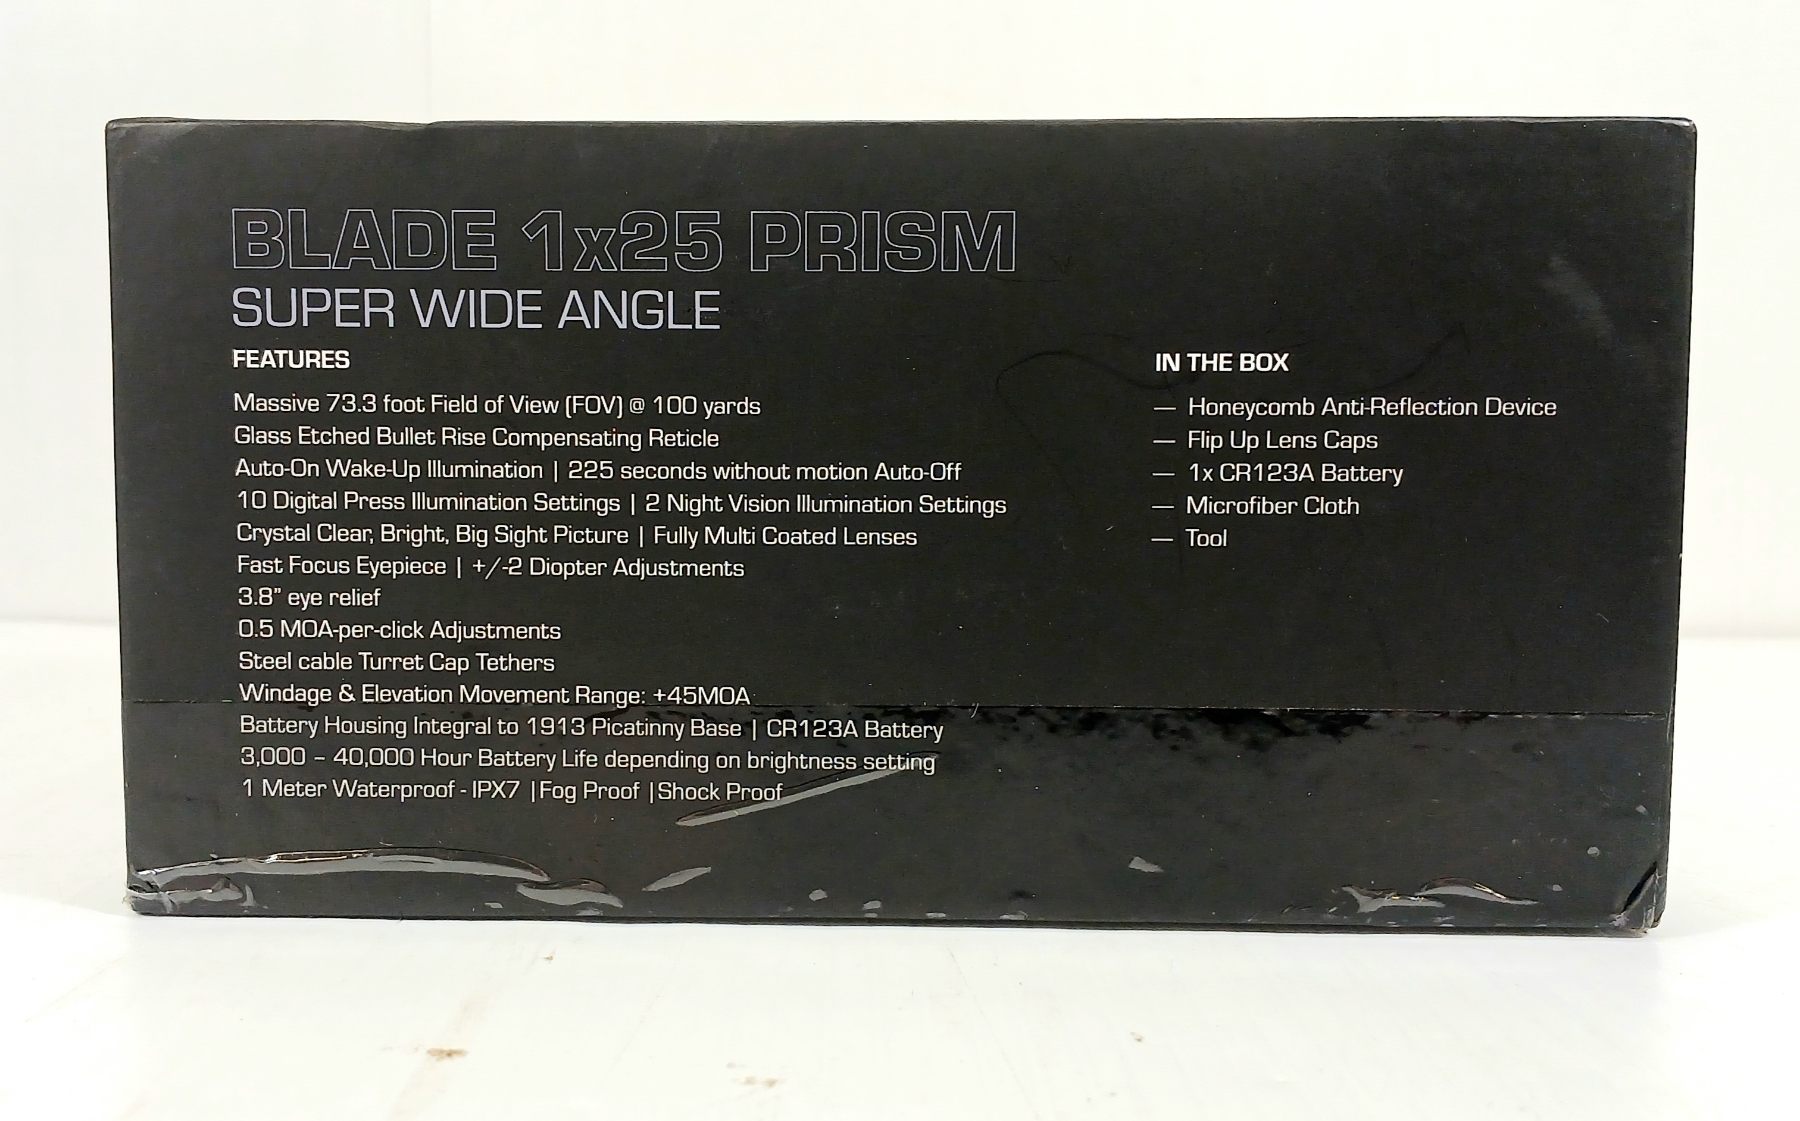 BLADE 1x25 PRISM
SUPER WIDE ANGLE
FEATURES
Massive 73.3 foot Field of View (FOV) @ 100 yards
Glass Etched Bullet Rise Compensating Reticle
Auto-On Wake-Up Illumination | 225 seconds without motion Auto-Off
10 Digital Press Illumination Settings | 2 Night Vision Illumination Settings
Crystal Clear, Bright, Big Sight Picture | Fully Multi Coated Lenses
Fast Focus Eyepiece | +/-2 Diopter Adjustments
3.8" eye relief
0.5 MOA-per-click Adjustments
Steel cable Turret Cap Tethers
Windage & Elevation Movement Range: +45MOA
Battery Housing Integral to 1913 Picatinny Base | CR123A Battery
3,000 – 40,000 Hour Battery Life depending on brightness setting
1 Meter Waterproof - IPX7 |Fog Proof |Shock Proof
IN THE BOX
— Honeycomb Anti-Reflection Device
— Flip Up Lens Caps
— 1x CR123A Battery
— Microfiber Cloth
— Tool